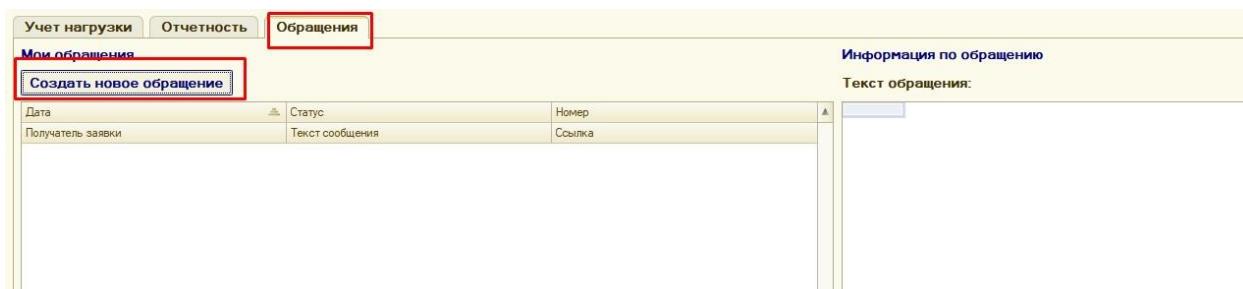 Учет нагрузки Отчетность Обращения
Мои обращения
Создать новое обращение
Дата Статус Номер
Получатель заявки Текст сообщения Ссылка
Информация по обращению
Текст обращения: